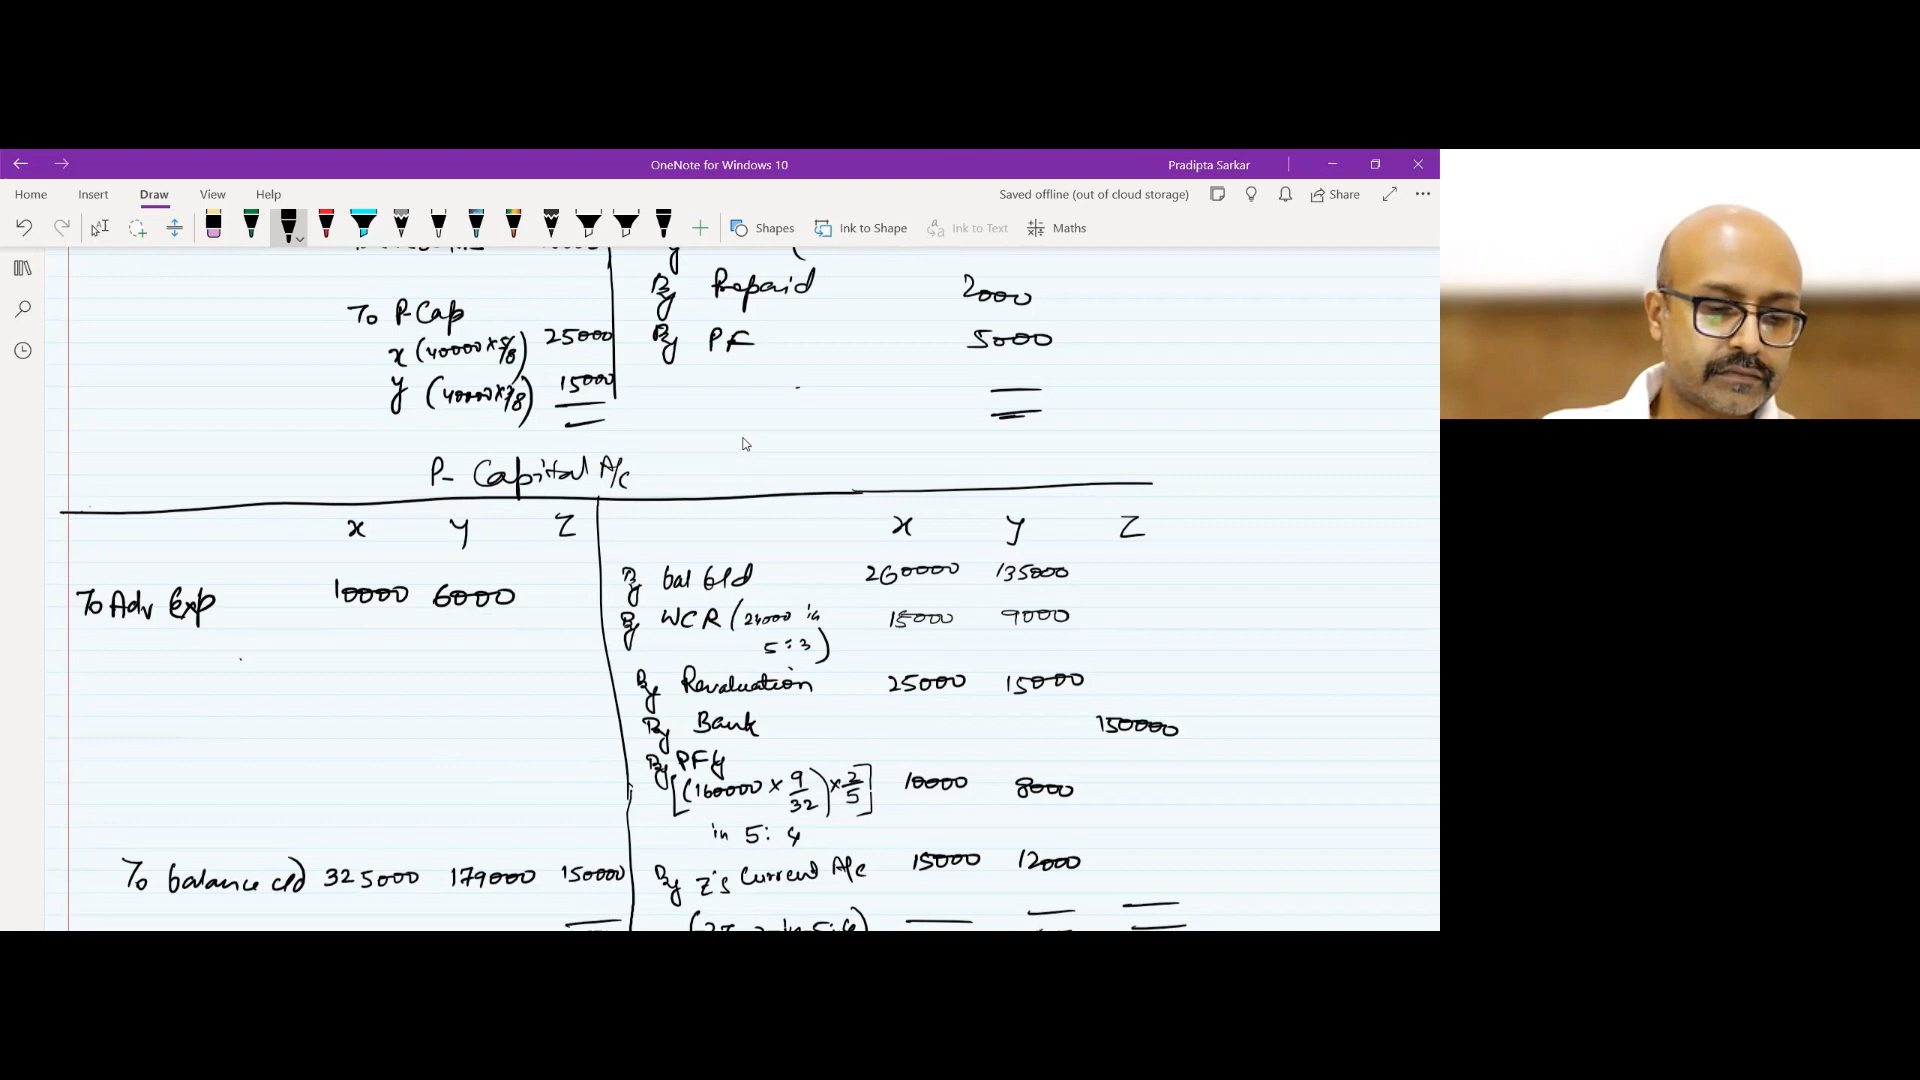 OneNote for Windows 10
Pradipta Sarkar
Home Insert Draw View Help
Saved offline (out of cloud storage) Share
Shapes Ink to Shape Ink to Text Maths
By Prepaid 2000
To P Cap
x (40000 x 5/8) 25000
By PF 5000
y (40000 x 3/8) 15000
P- Capital A/c
x y z x y z
To Adv Exp 10000 6000
By bal b/d 260000 135000
By WCR (24000 in 15000 9000
5:3)
By Revaluation 25000 15000
By Bank 150000
By PFG
[(160000 x 9/32) x 2/5] 10000 8000
in 5:4
To balance c/d 325000 179000 150000
By Z's Current A/c 15000 12000